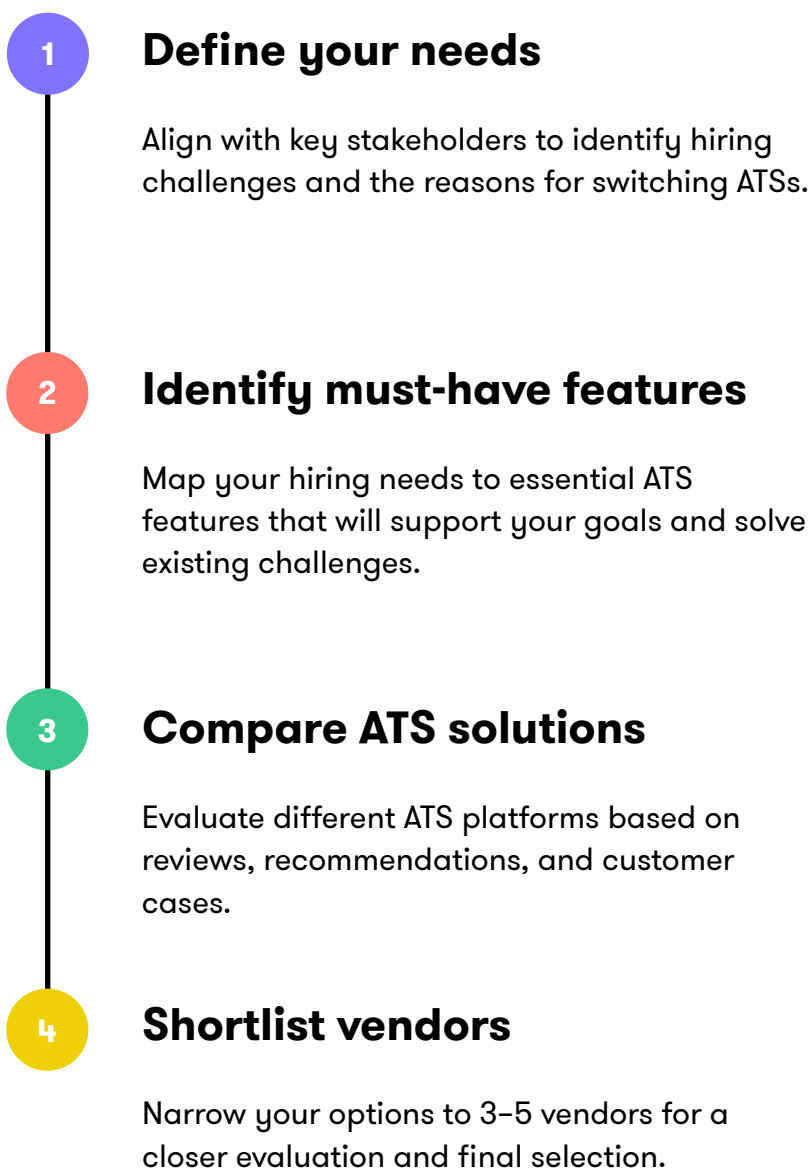 1
Define your needs
Align with key stakeholders to identify hiring
challenges and the reasons for switching ATSs.
2
Identify must-have features
Map your hiring needs to essential ATS
features that will support your goals and solve
existing challenges.
3
Compare ATS solutions
Evaluate different ATS platforms based on
reviews, recommendations, and customer
cases.
4
Shortlist vendors
Narrow your options to 3–5 vendors for a
closer evaluation and final selection.